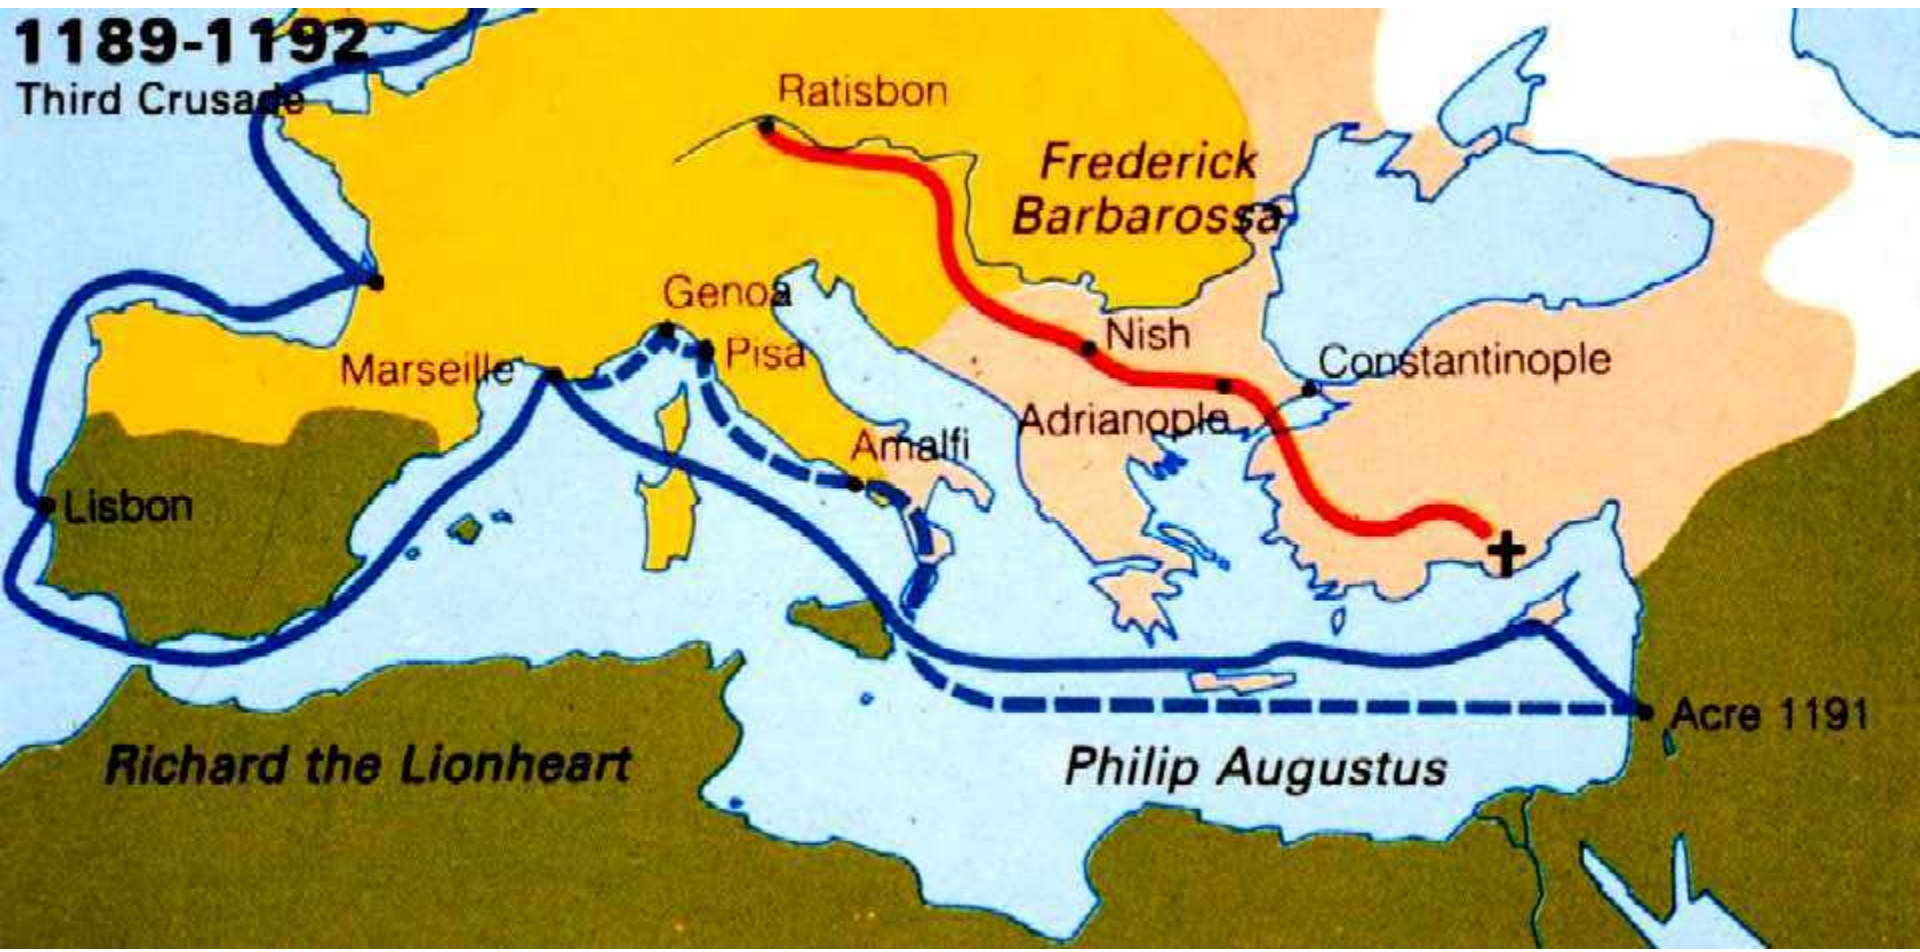 1189-1192
Third Crusade
Ratisbon
Frederick
Barbarossa
Genoa
Nish
Pisa
Constantinople
Marseille
Adrianople
Amalfi
Lisbon
Acre 1191
Richard the Lionheart
Philip Augustus